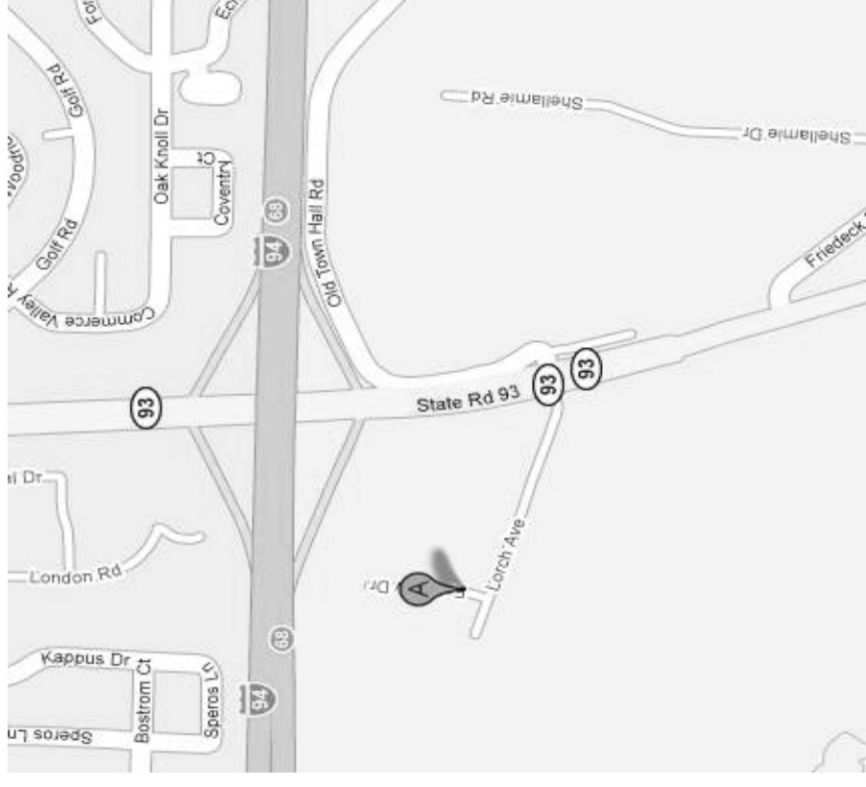 Golf Rd
Oak Knoll Dr
Ct
Coventry
68
94
Golf Rd
Commerce Valley
Old Town Hall Rd
Shellamie Rd
Shellamie Dr
Friedeck
93
State Rd 93
93
93
Dr
London Rd
Dr
A
Lorch Ave
68
94
Kappus Dr
Bostrom Ct
Speros Ln
Speros Ln